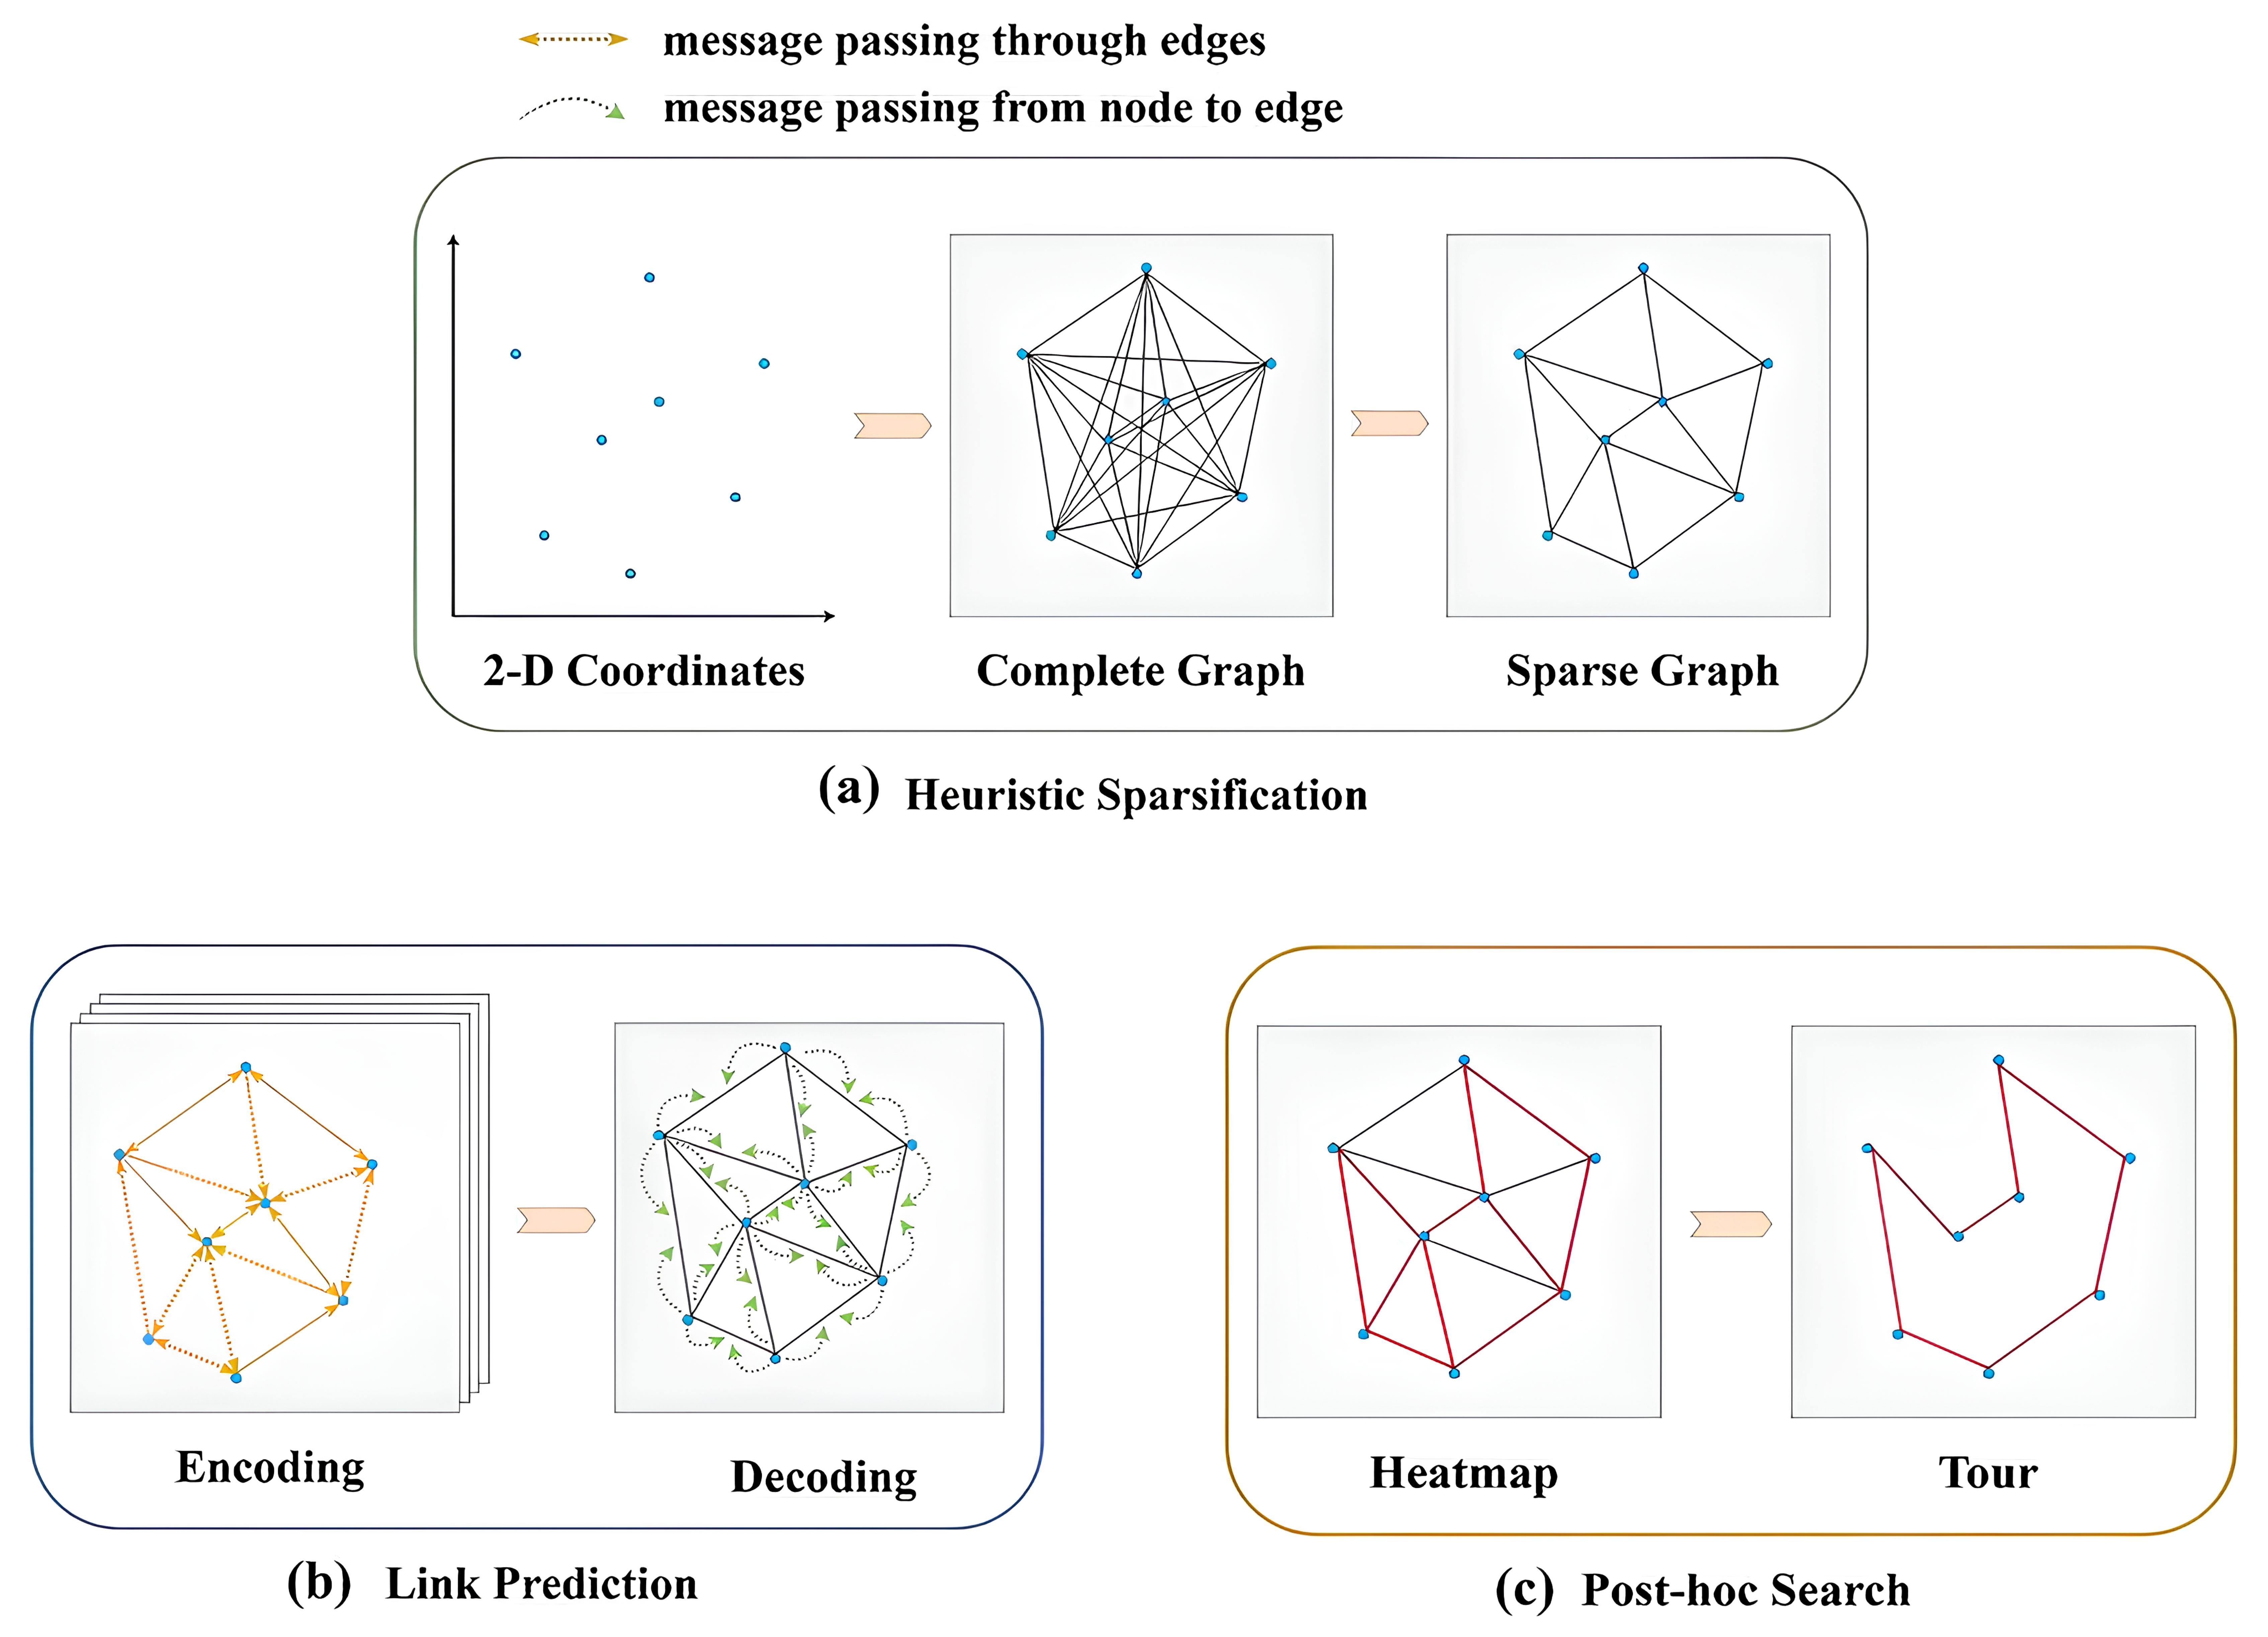 message passing through edges
message passing from node to edge
2-D Coordinates
Complete Graph
Sparse Graph
(a) Heuristic Sparsification
Encoding
Decoding
(b) Link Prediction
Heatmap
Tour
(c) Post-hoc Search